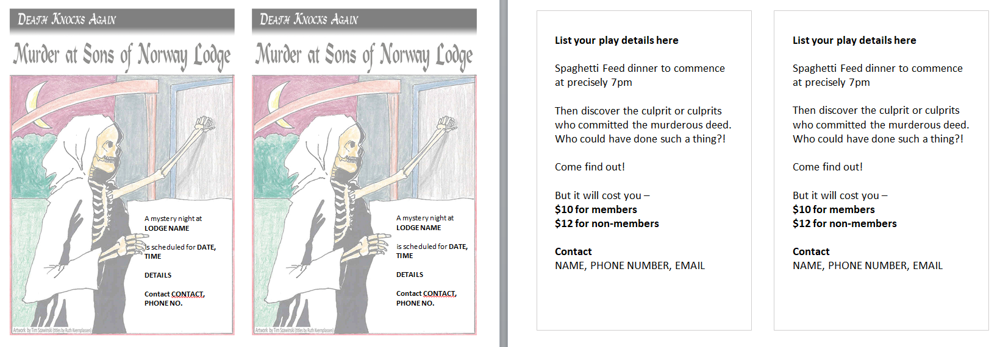 Death Knocks Again
Murder at Sons of Norway Lodge
A mystery night at
LODGE NAME
is scheduled for DATE,
TIME
DETAILS
Contact CONTACT,
PHONE NO.
Artwork by Tim Szawinski (titles by Ruth Kvernplassen)
Death Knocks Again
Murder at Sons of Norway Lodge
A mystery night at
LODGE NAME
is scheduled for DATE,
TIME
DETAILS
Contact CONTACT,
PHONE NO.
Artwork by Tim Szawinski (titles by Ruth Kvernplassen)
List your play details here
Spaghetti Feed dinner to commence
at precisely 7pm
Then discover the culprit or culprits
who committed the murderous deed.
Who could have done such a thing?!
Come find out!
But it will cost you –
$10 for members
$12 for non-members
Contact
NAME, PHONE NUMBER, EMAIL
List your play details here
Spaghetti Feed dinner to commence
at precisely 7pm
Then discover the culprit or culprits
who committed the murderous deed.
Who could have done such a thing?!
Come find out!
But it will cost you –
$10 for members
$12 for non-members
Contact
NAME, PHONE NUMBER, EMAIL